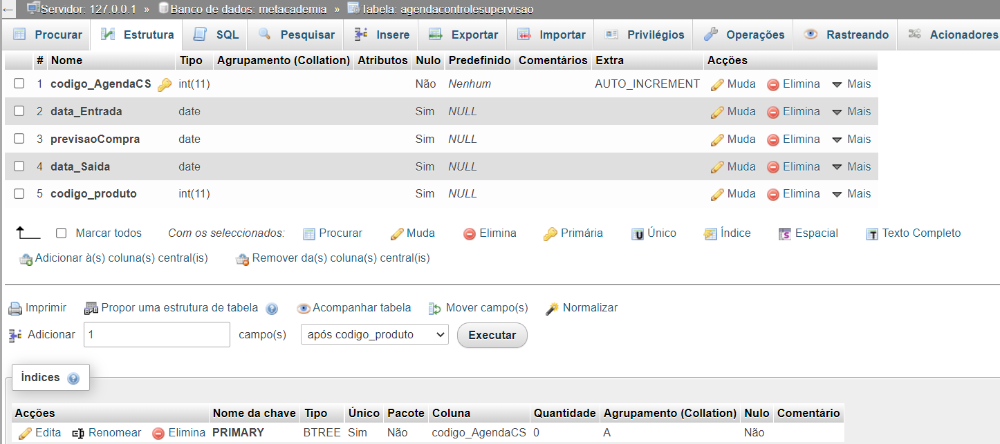 Servidor: 127.0.0.1 » Banco de dados: metacademia » Tabela: agendacontrolesupervisao
Procurar Estrutura SQL Pesquisar Insere Exportar Importar Privilégios Operações Rastreando Acionadores
# Nome Tipo Agrupamento (Collation) Atributos Nulo Predefinido Comentários Extra Acções
1 codigo_AgendaCS int(11) Não Nenhum AUTO_INCREMENT Muda Elimina Mais
2 data_Entrada date Sim NULL Muda Elimina Mais
3 previsaoCompra date Sim NULL Muda Elimina Mais
4 data_Saida date Sim NULL Muda Elimina Mais
5 codigo_produto int(11) Sim NULL Muda Elimina Mais
Marcar todos Com os seleccionados: Procurar Muda Elimina Primária Único Índice Espacial Texto Completo
Adicionar à(s) coluna(s) central(is) Remover da(s) coluna(s) central(is)
Imprimir Propor uma estrutura de tabela Acompanhar tabela Mover campo(s) Normalizar
Adicionar 1 campo(s) após codigo_produto Executar
Índices
Acções Nome da chave Tipo Único Pacote Coluna Quantidade Agrupamento (Collation) Nulo Comentário
Edita Renomear Elimina PRIMARY BTREE Sim Não codigo_AgendaCS 0 A Não